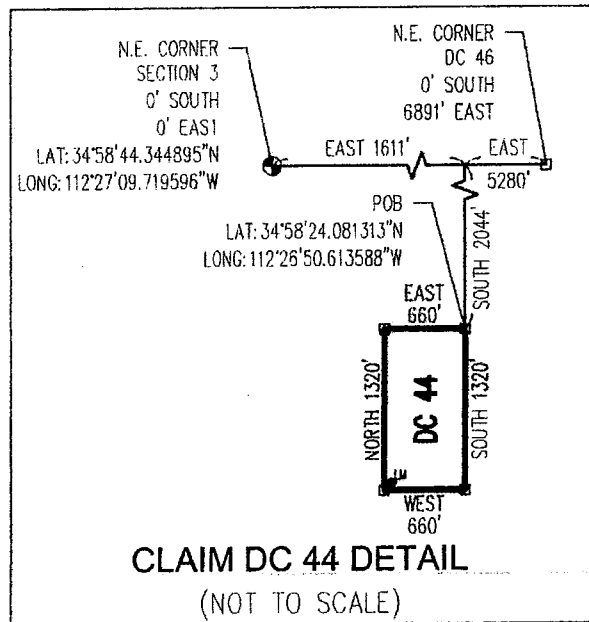 N.E. CORNER
SECTION 3
0' SOUTH
0' EAS1
LAT: 34°58'44.344895"N
LONG: 112°27'09.719596"W
N.E. CORNER
DC 46
0' SOUTH
6891' EAST
EAST 1611'
EAST
5280'
POB
LAT: 34°58'24.081313"N
LONG: 112°26'50.613588"W
SOUTH 2044'
EAST
660'
NORTH 1320'
DC 44
SOUTH 1320'
LM
WEST
660'
CLAIM DC 44 DETAIL
(NOT TO SCALE)